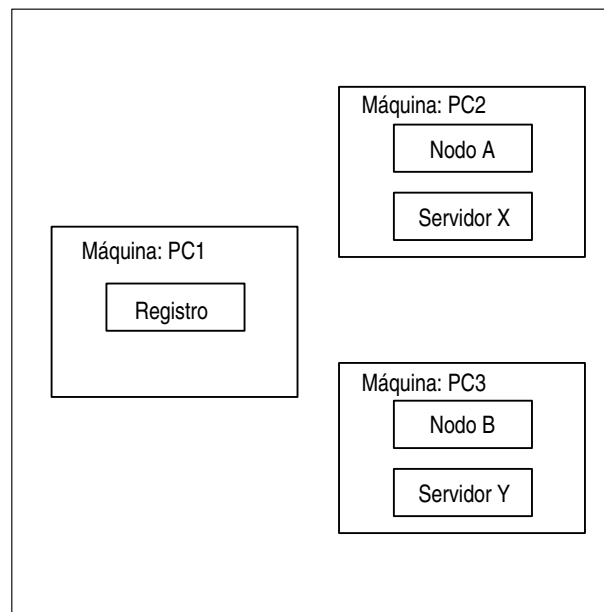 Máquina: PC1
Registro
Máquina: PC2
Nodo A
Servidor X
Máquina: PC3
Nodo B
Servidor Y